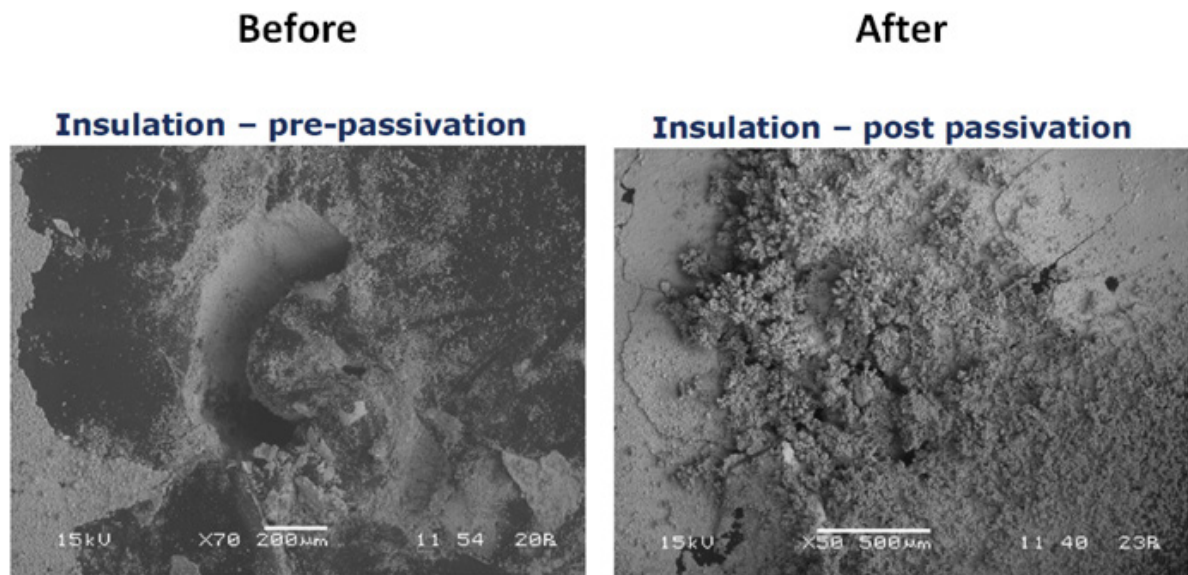 Before
After
Insulation – pre-passivation
Insulation – post passivation
15kV X70 200µm 11 54 20R
15kV X50 500µm 11 40 23R